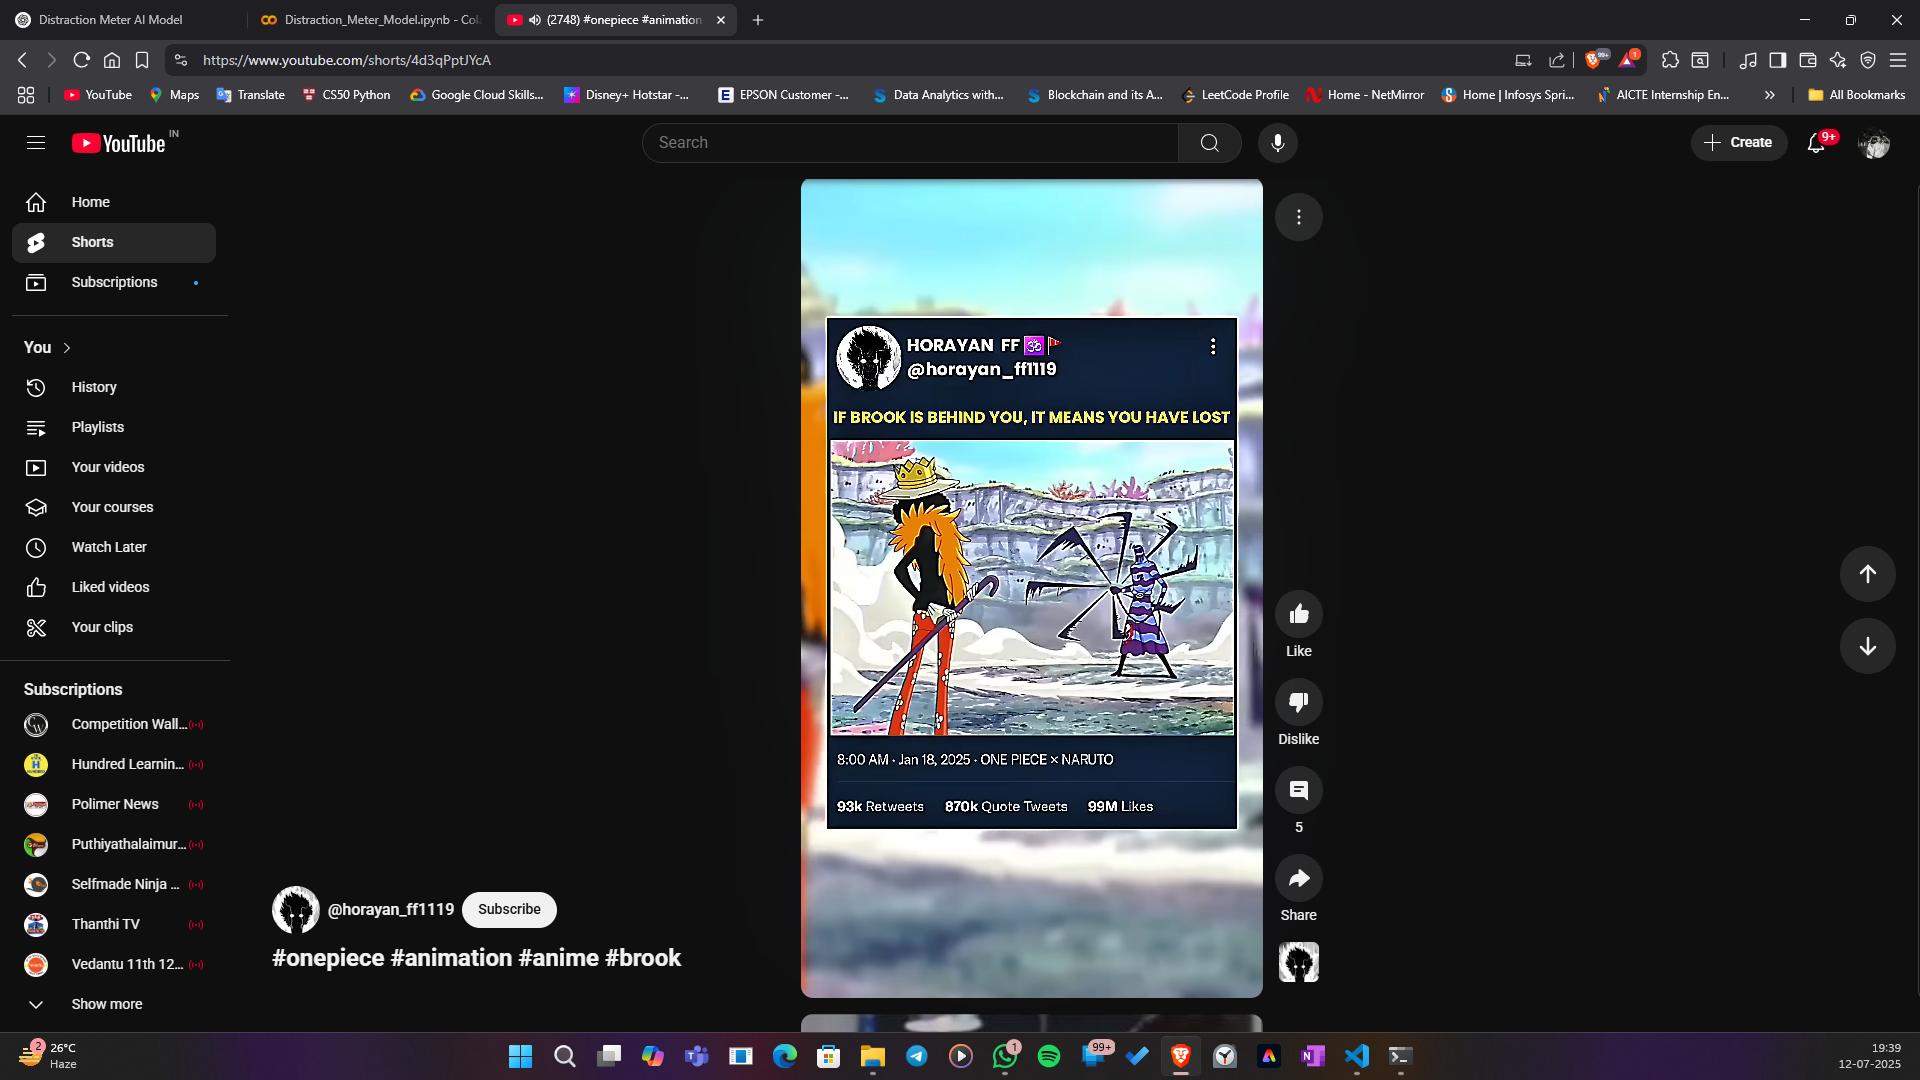 Distraction Meter AI Model
Distraction_Meter_Model.ipynb - Col
(2748) #onepiece #animation
https://www.youtube.com/shorts/4d3qPptJYcA
99+
1
YouTube
Maps
Translate
CS50 Python
Google Cloud Skills...
Disney+ Hotstar -...
EPSON Customer -...
Data Analytics with...
Blockchain and its A...
LeetCode Profile
Home - NetMirror
Home | Infosys Spri...
AICTE Internship En...
All Bookmarks
YouTube IN
Search
Create
9+
Home
Shorts
Subscriptions
You
History
Playlists
Your videos
Your courses
Watch Later
Liked videos
Your clips
Subscriptions
Competition Wall...
Hundred Learnin...
Polimer News
Puthiyathalaimur...
Selfmade Ninja ...
Thanthi TV
Vedantu 11th 12...
Show more
HORAYAN FF
@horayan_ff1119
IF BROOK IS BEHIND YOU, IT MEANS YOU HAVE LOST
8:00 AM · Jan 18, 2025 · ONE PIECE × NARUTO
93k Retweets 870k Quote Tweets 99M Likes
Like
Dislike
5
Share
@horayan_ff1119
Subscribe
#onepiece #animation #anime #brook
2
26°C
Haze
1
99+
19:39
12-07-2025